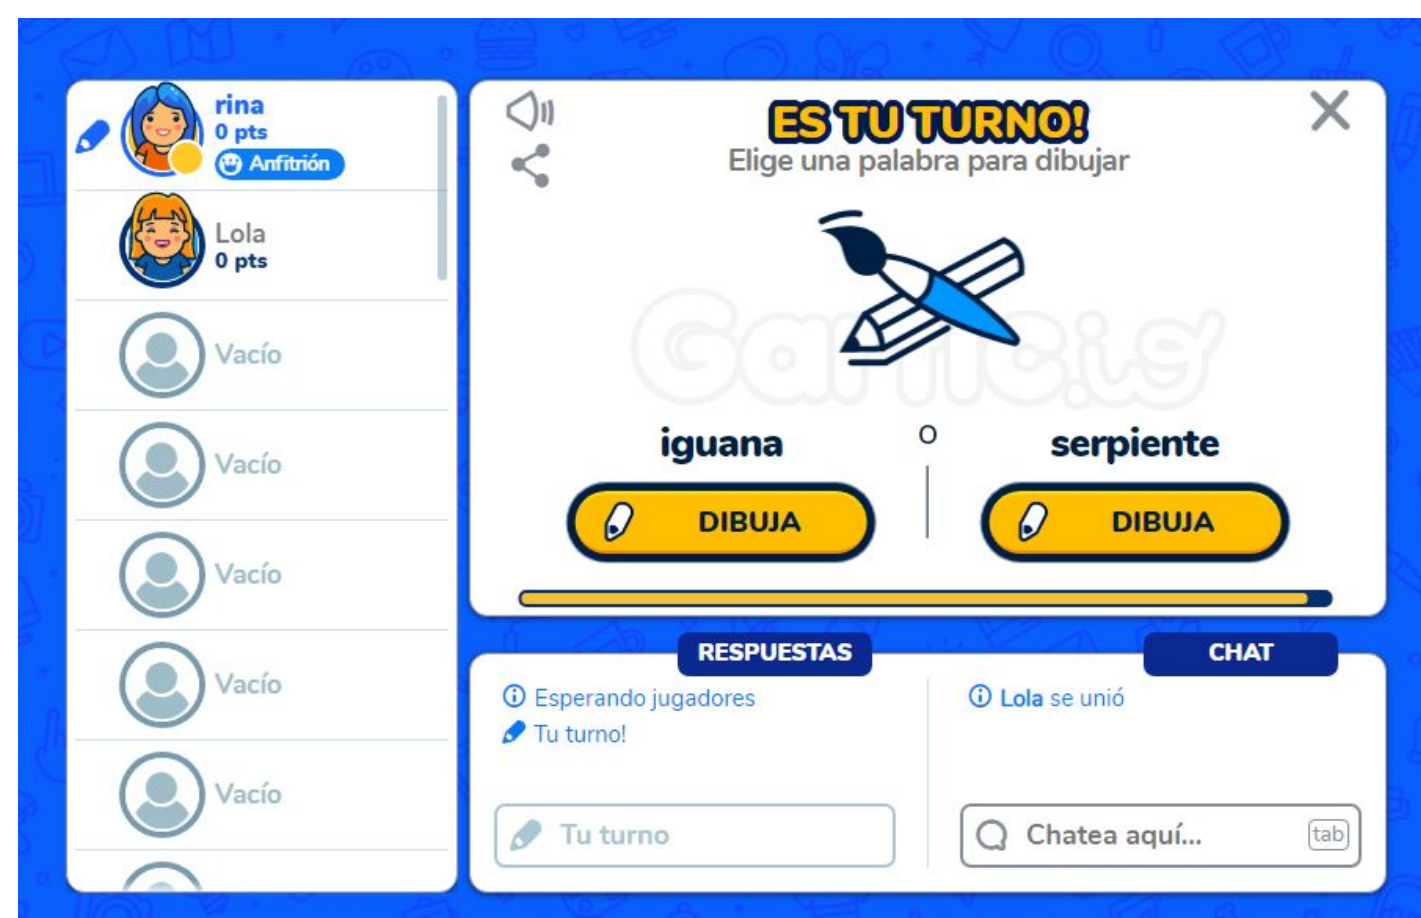 rina
0 pts
Anfitrión
Lola
0 pts
Vacío
Vacío
Vacío
Vacío
Vacío
ES TU TURNO!
Elige una palabra para dibujar
Gartic.io
iguana o serpiente
DIBUJA DIBUJA
RESPUESTAS
Esperando jugadores
Tu turno!
Tu turno
CHAT
Lola se unió
Chatea aquí... tab